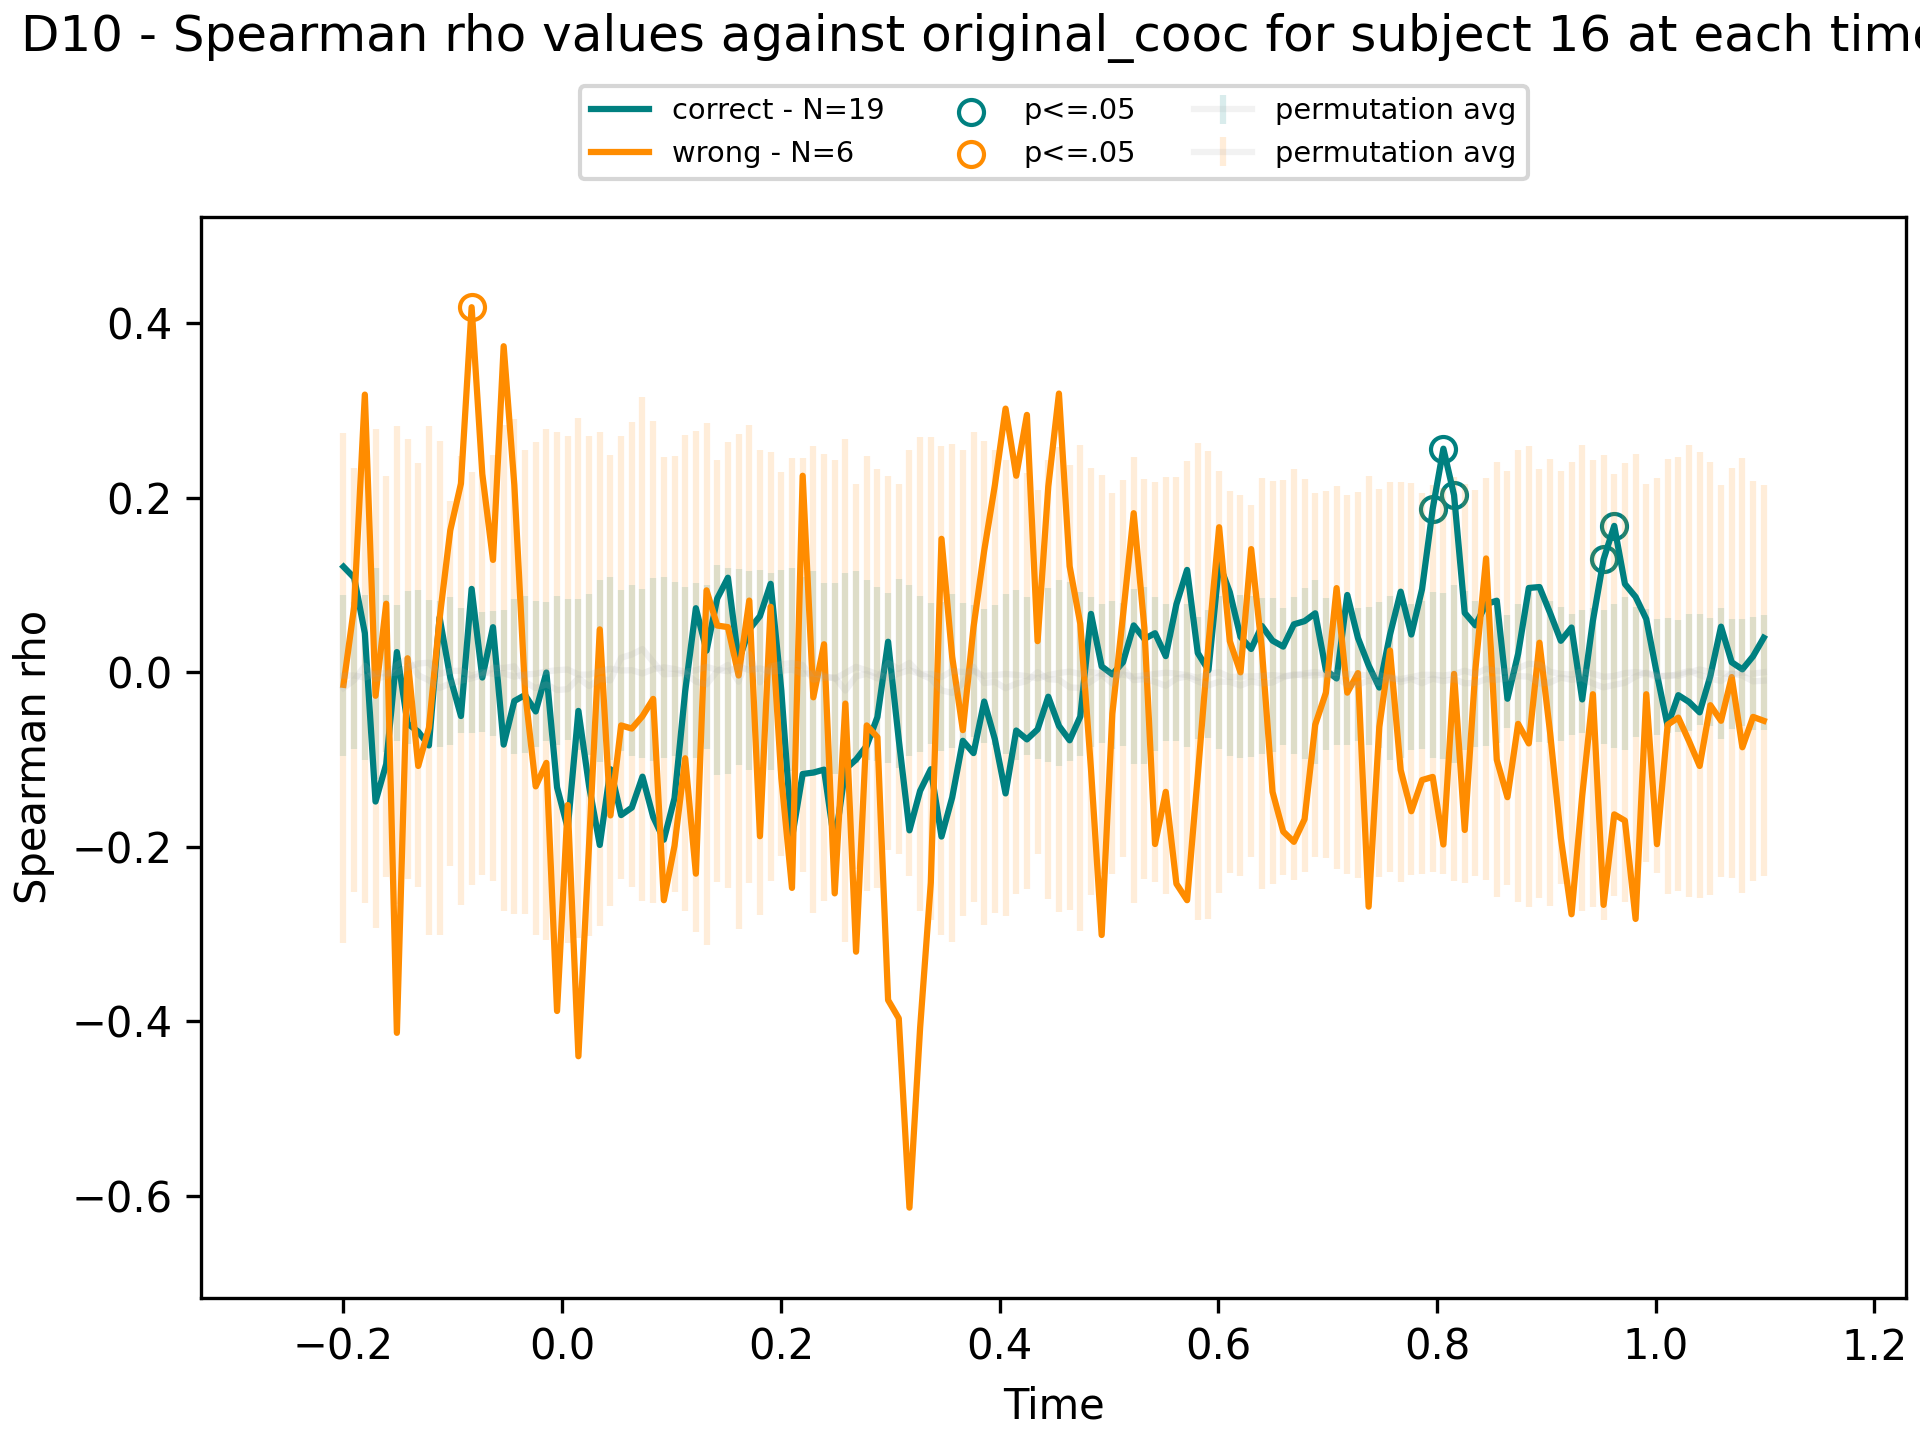 D10 - Spearman rho values against original_cooc for subject 16 at each time
correct - N=19 p<=.05 permutation avg
wrong - N=6 p<=.05 permutation avg
Spearman rho
0.4
0.2
0.0
−0.2
−0.4
−0.6
−0.2 0.0 0.2 0.4 0.6 0.8 1.0 1.2
Time